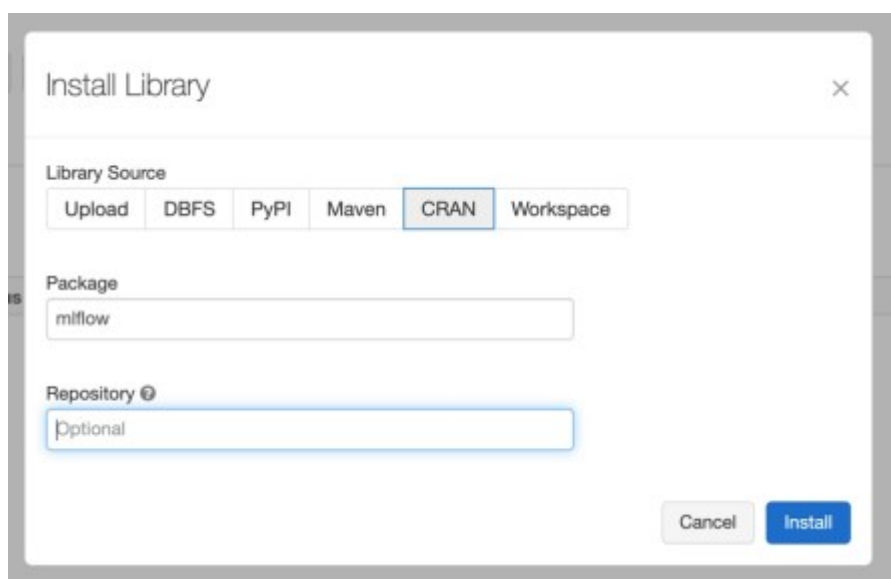 Install Library
×
Library Source
Upload DBFS PyPI Maven CRAN Workspace
Package
mlflow
Repository
Optional
Cancel Install